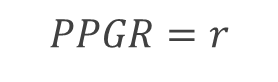 PPGR = r